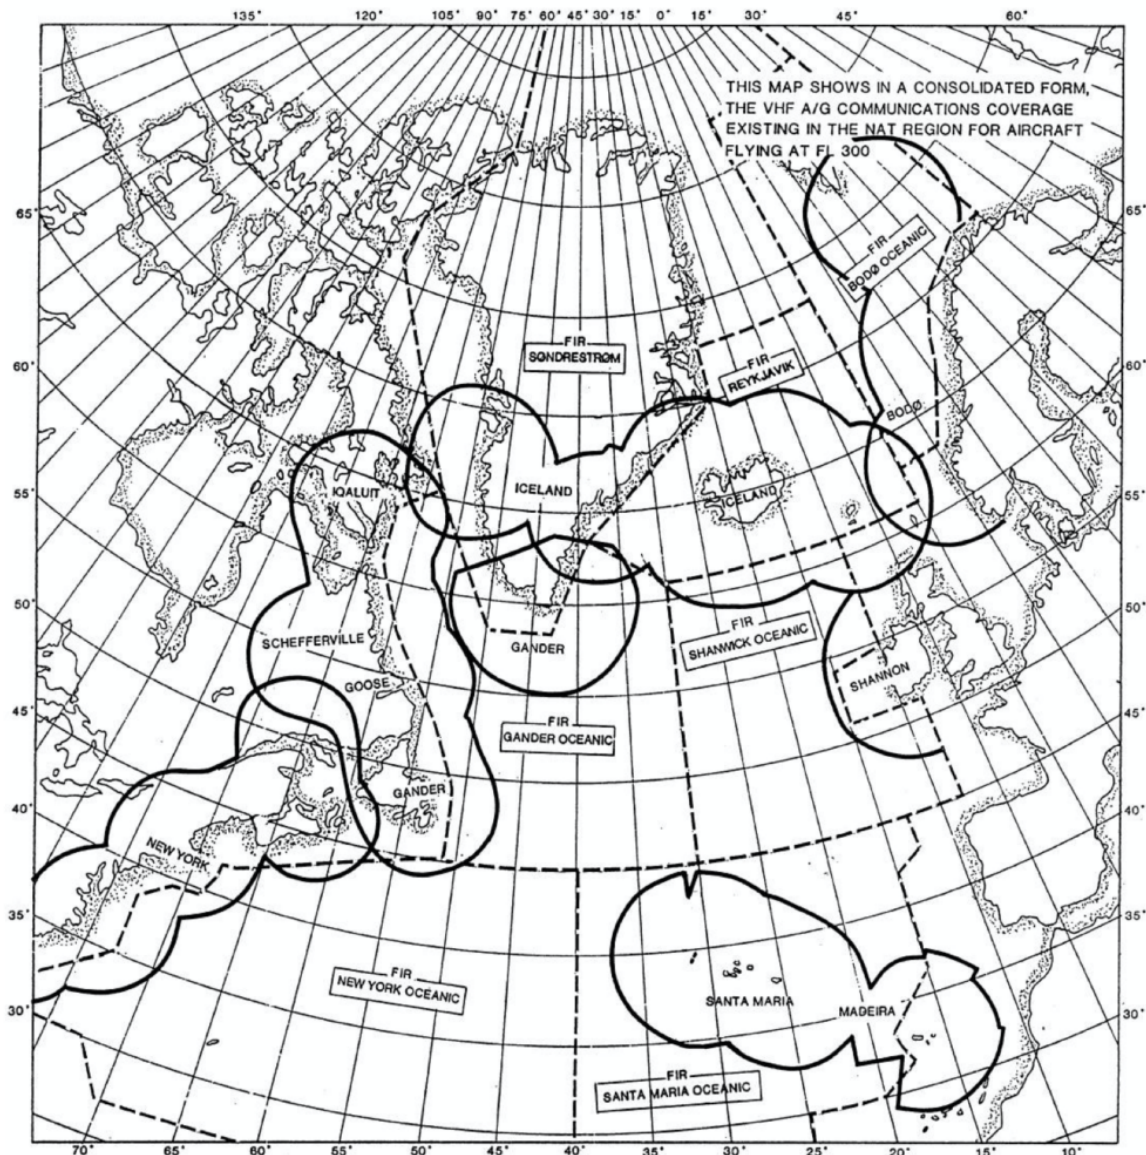 135° 120° 105° 90° 75° 60° 45° 30° 15° 0° 15° 30° 45° 60°
THIS MAP SHOWS IN A CONSOLIDATED FORM,
THE VHF A/G COMMUNICATIONS COVERAGE
EXISTING IN THE NAT REGION FOR AIRCRAFT
FLYING AT FL 300
65° 65°
FIR
BODØ OCEANIC
FIR
SØNDRESTRØM
FIR
REYKJAVIK
60° 60°
BODØ
IQALUIT
ICELAND
ICELAND
55° 55°
50° 50°
SCHEFFERVILLE
GANDER
FIR
SHANWICK OCEANIC
SHANNON
GOOSE
45° 45°
FIR
GANDER OCEANIC
GANDER
40° 40°
NEW YORK
35° 35°
FIR
NEW YORK OCEANIC
SANTA MARIA
MADEIRA
30° 30°
FIR
SANTA MARIA OCEANIC
70° 65° 60° 55° 50° 45° 40° 35° 30° 25° 20° 15° 10°